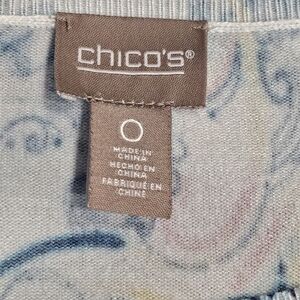 chico's®
0
MADE IN
CHINA
HECHO EN
CHINA
FABRIQUÉ EN
CHINE